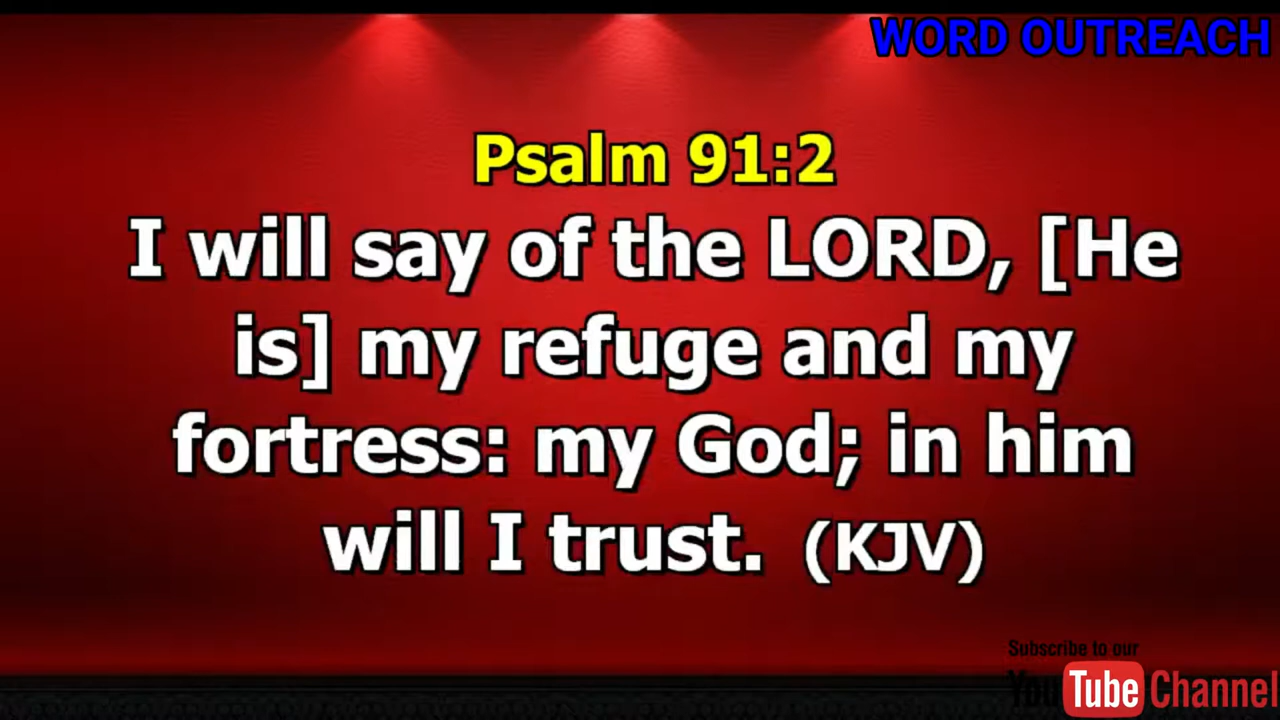 WORD OUTREACH
Psalm 91:2
I will say of the LORD, [He
is] my refuge and my
fortress: my God; in him
will I trust. (KJV)
Subscribe to our
YouTube Channel